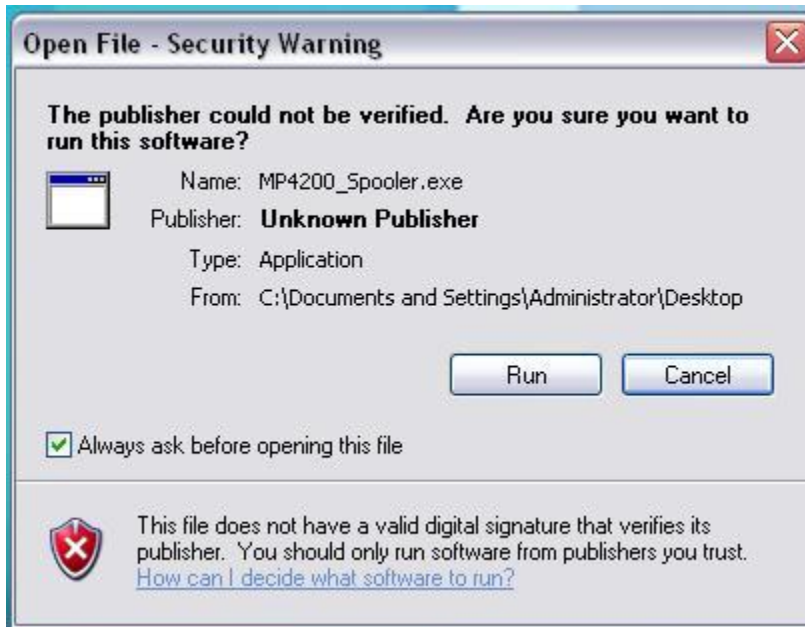 Open File - Security Warning
The publisher could not be verified.  Are you sure you want to
run this software?
Name: MP4200_Spooler.exe
Publisher: Unknown Publisher
Type: Application
From: C:\Documents and Settings\Administrator\Desktop
Run Cancel
Always ask before opening this file
This file does not have a valid digital signature that verifies its
publisher.  You should only run software from publishers you trust.
How can I decide what software to run?